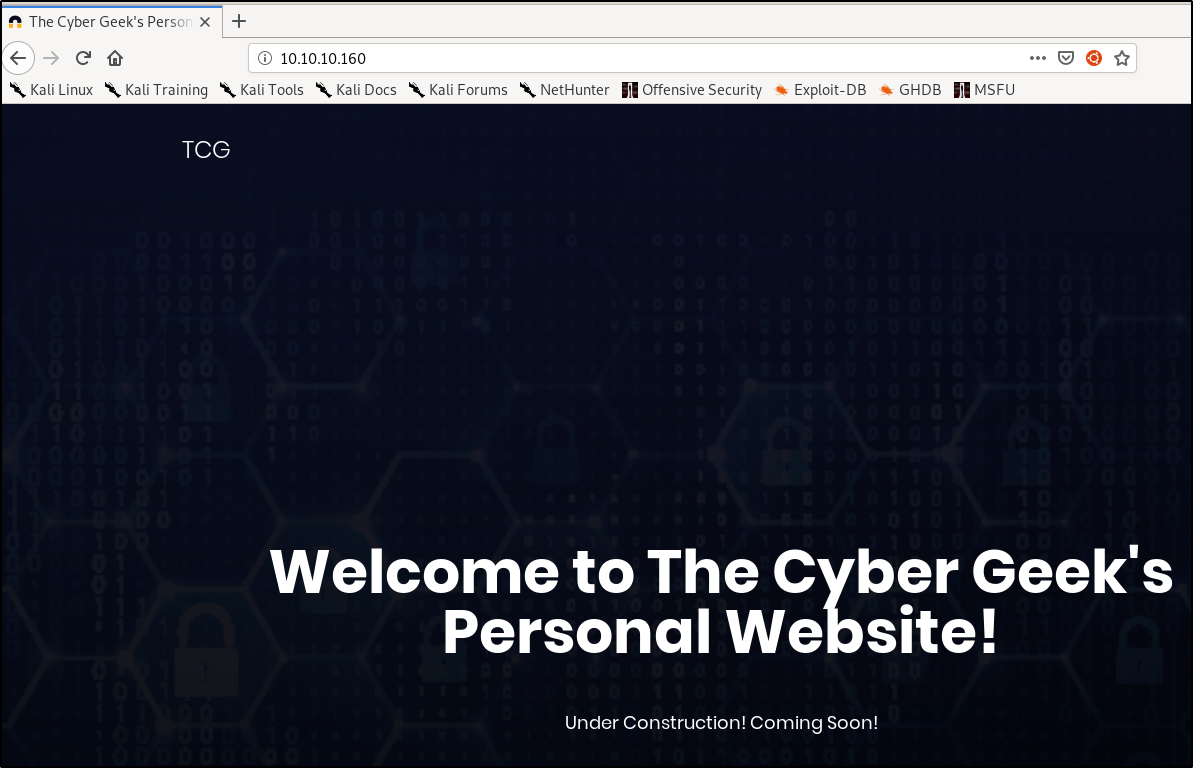 The Cyber Geek's Person
10.10.10.160
Kali Linux Kali Training Kali Tools Kali Docs Kali Forums NetHunter Offensive Security Exploit-DB GHDB MSFU
TCG
Welcome to The Cyber Geek's
Personal Website!
Under Construction! Coming Soon!